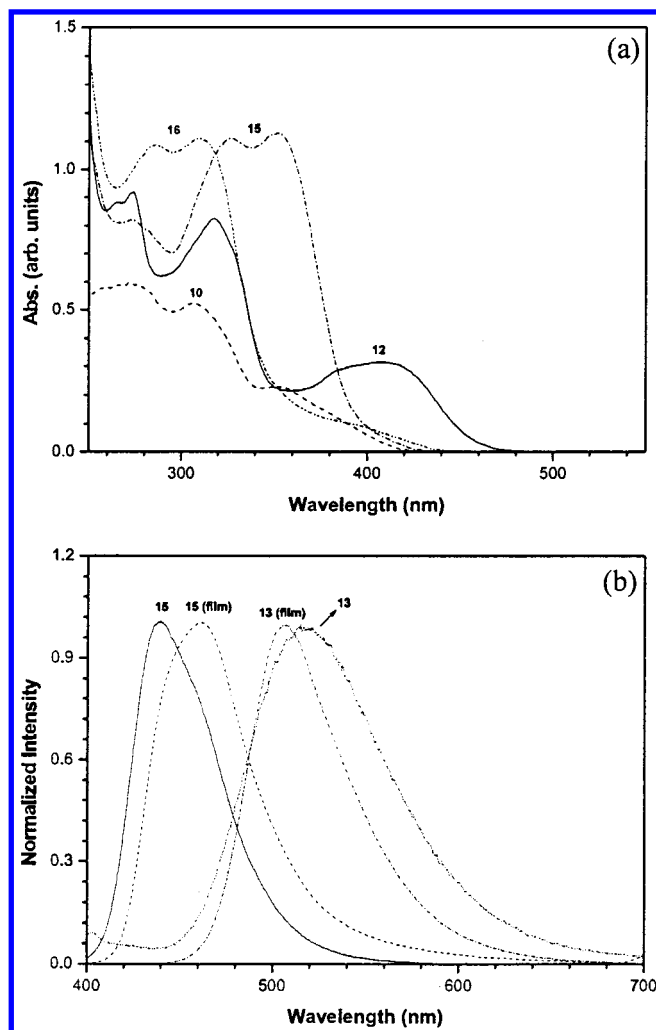 (a)
1.5
1.0
0.5
0.0
Abs. (arb. units)
16
15
10
12
300
400
500
Wavelength (nm)
(b)
1.2
0.9
0.6
0.3
0.0
Normalized Intensity
15
15 (film)
13 (film)
13
400
500
600
700
Wavelength (nm)